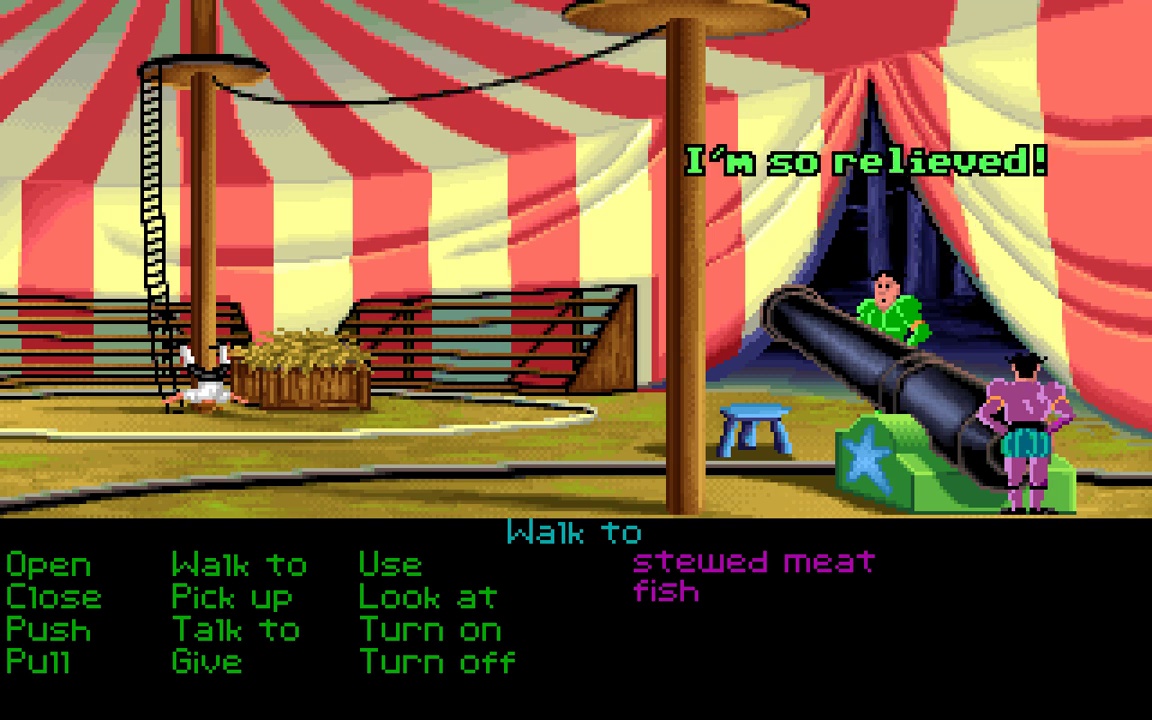 I'm so relieved!
Walk to
Open Walk to Use stewed meat
Close Pick up Look at fish
Push Talk to Turn on
Pull Give Turn off